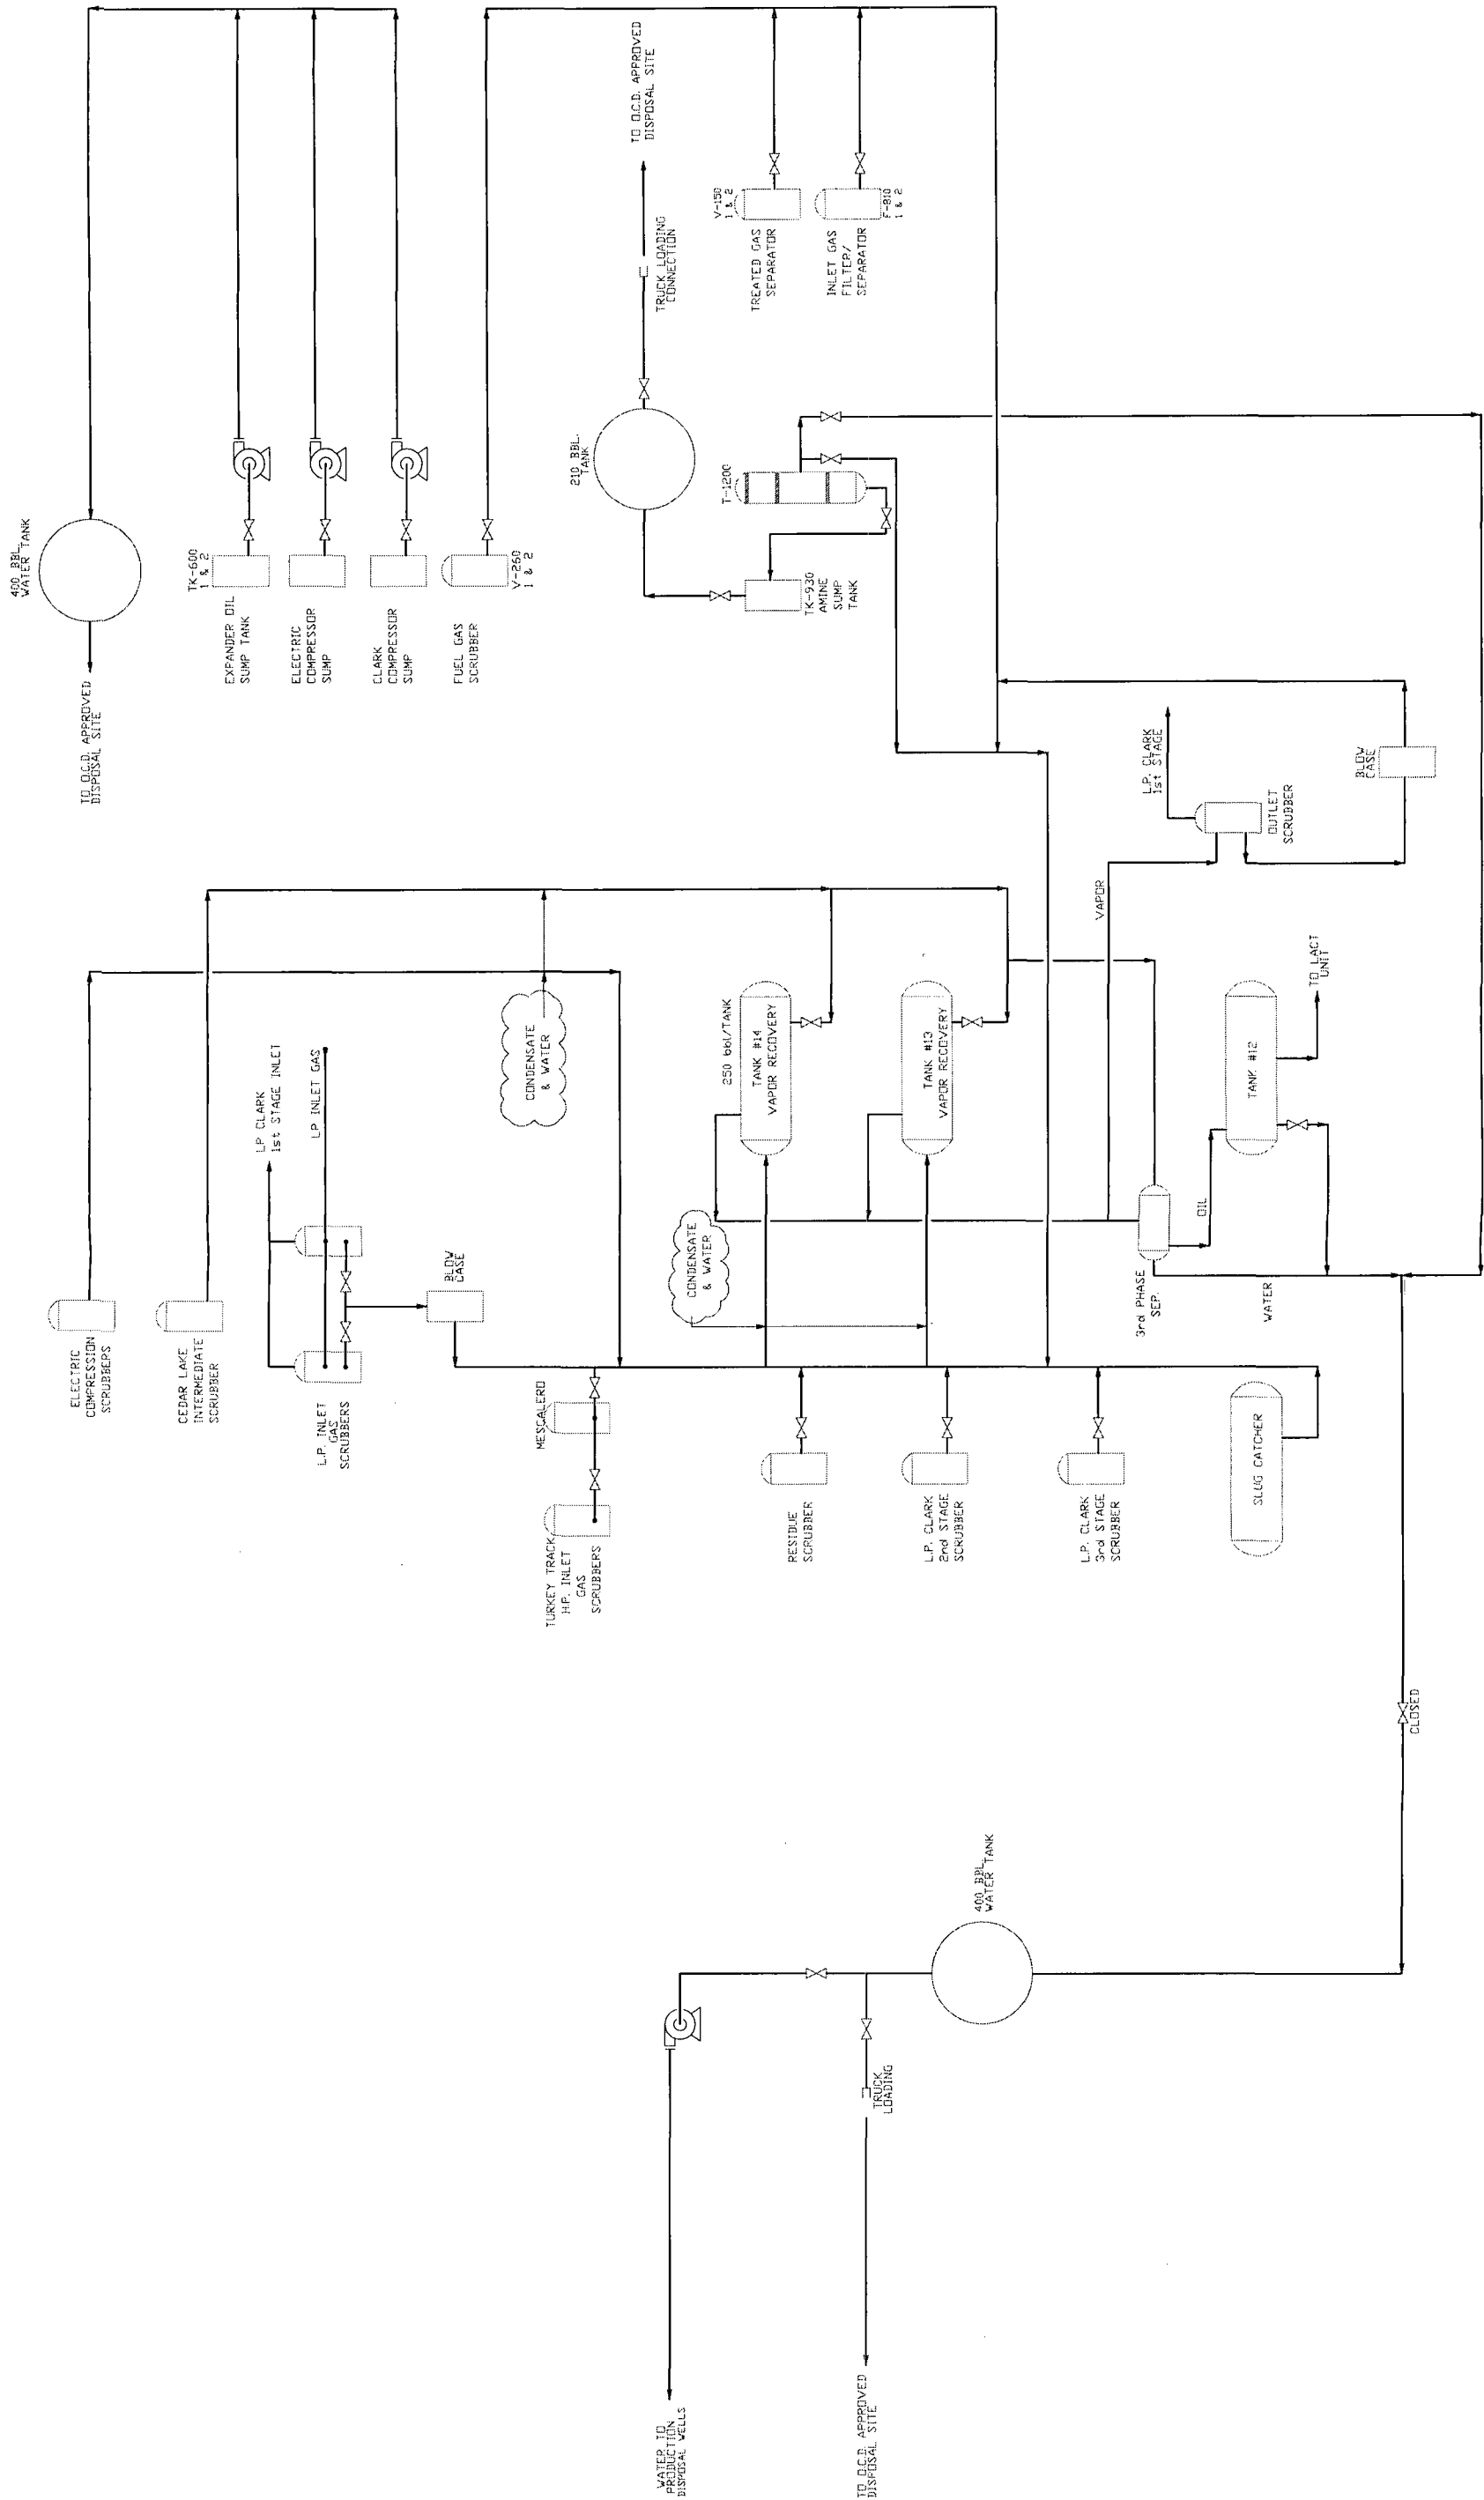 WATER TO
PRODUCTION
DISPOSAL WELLS
TO O.C.D. APPROVED
DISPOSAL SITE
TRUCK
LOADING
400 BBL.
WATER TANK
CLOSED
ELECTRIC
COMPRESSION
SCRUBBERS
CEDAR LAKE
INTERMEDIATE
SCRUBBER
L.P. INLET
GAS
SCRUBBERS
LP CLARK
1st STAGE INLET
LP INLET GAS
BLOW
CASE
TURKEY TRACK
H.P. INLET
GAS
SCRUBBERS
MESCALERO
CONDENSATE
& WATER
RESIDUE
SCRUBBER
L.P. CLARK
2nd STAGE
SCRUBBER
L.P. CLARK
3rd STAGE
SCRUBBER
SLUG CATCHER
CONDENSATE
& WATER
250 bbl/TANK
TANK #14
VAPOR RECOVERY
TANK #13
VAPOR RECOVERY
3rd PHASE
SEP.
OIL
WATER
VAPOR
TANK #12
TO LACT
UNIT
L.P. CLARK
1st STAGE
OUTLET
SCRUBBER
BLOW
CASE
TO O.C.D. APPROVED
DISPOSAL SITE
400 BBL.
WATER TANK
TK-600
1 & 2
EXPANDER OIL
SUMP TANK
ELECTRIC
COMPRESSOR
SUMP
CLARK
COMPRESSOR
SUMP
FUEL GAS
SCRUBBER
V-260
1 & 2
210 BBL.
TANK
TRUCK LOADING
CONNECTION
TO O.C.D. APPROVED
DISPOSAL SITE
T-1200
TK-930
AMINE
SUMP
TANK
V-150
1 & 2
TREATED GAS
SEPARATOR
INLET GAS
FILTER/
SEPARATOR
F-810
1 & 2